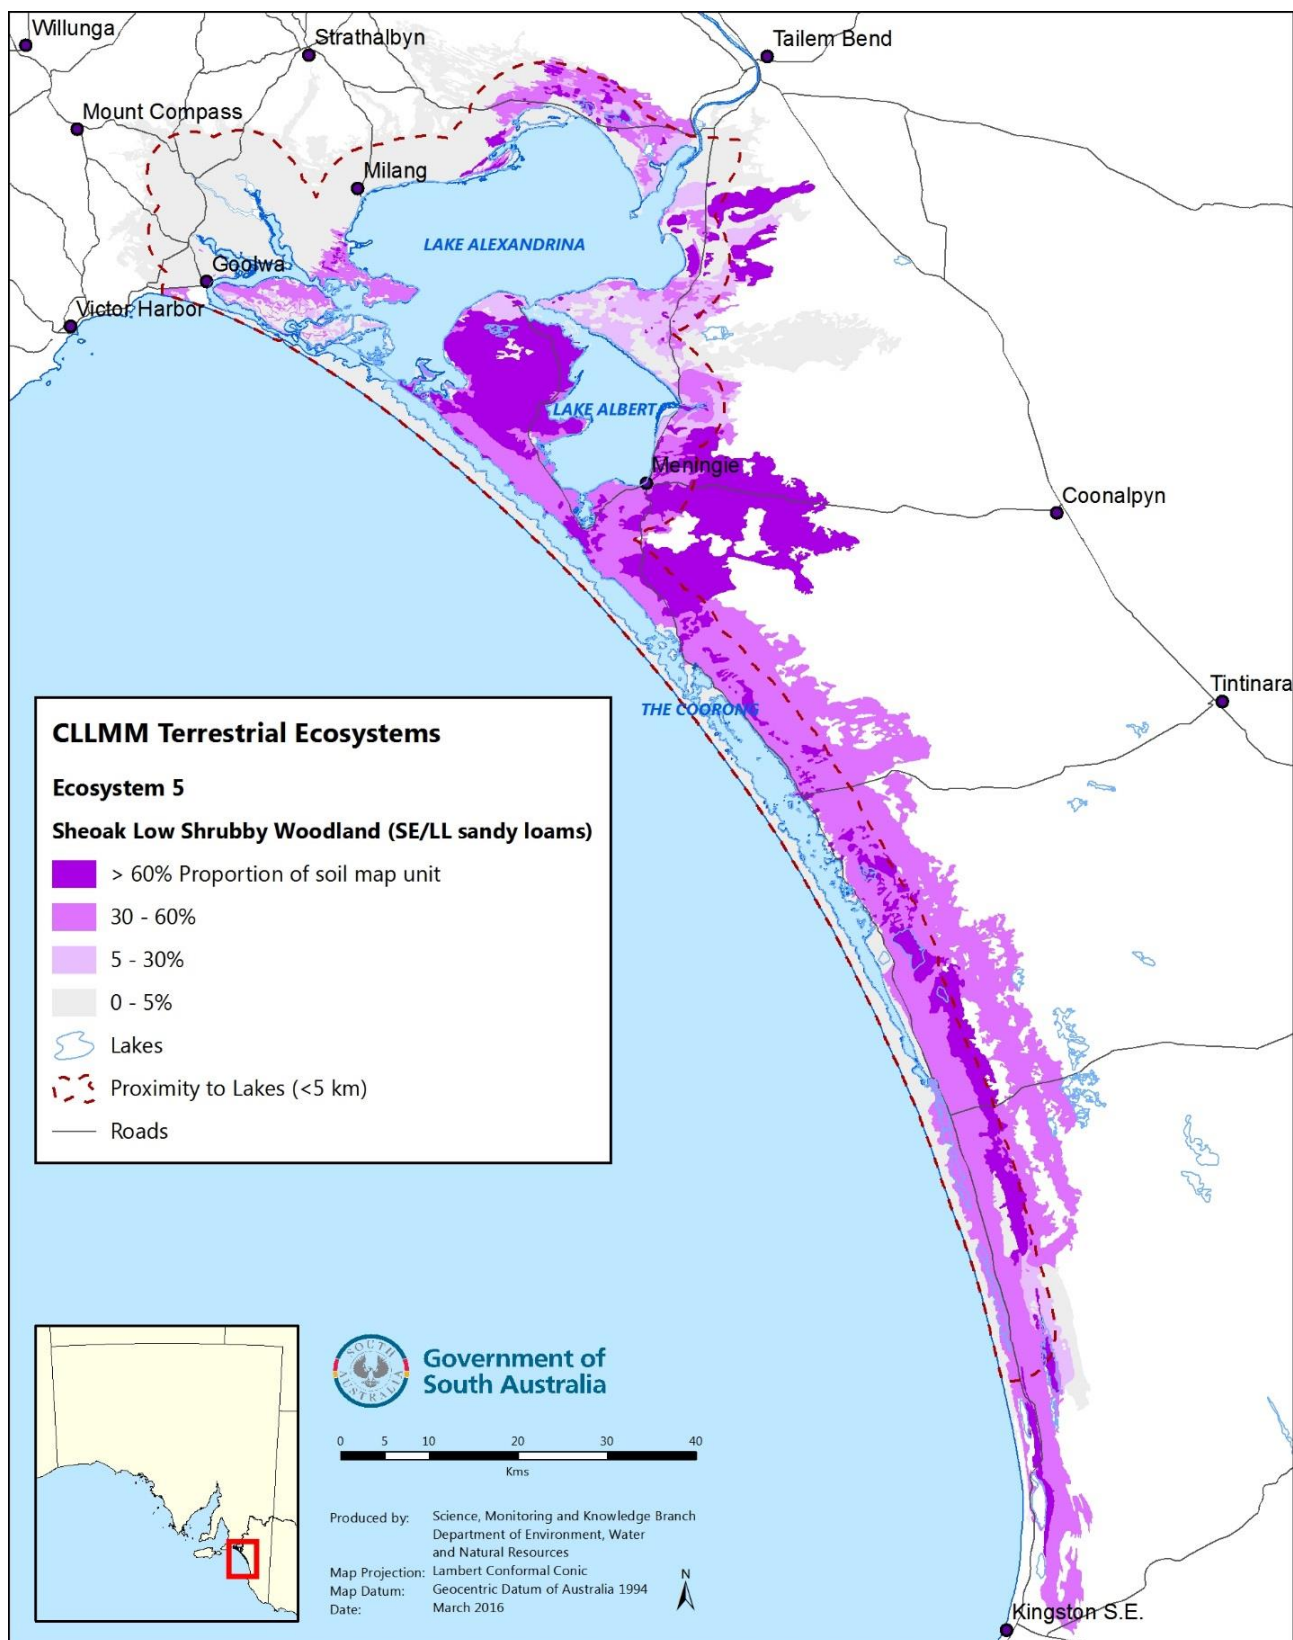 Willunga
Strathalbyn
Tailem Bend
Mount Compass
Milang
LAKE ALEXANDRINA
Goolwa
Victor Harbor
LAKE ALBERT
Meningie
Coonalpyn
Tintinara
THE COORONG
CLLMM Terrestrial Ecosystems
Ecosystem 5
Sheoak Low Shrubby Woodland (SE/LL sandy loams)
> 60% Proportion of soil map unit
30 - 60%
5 - 30%
0 - 5%
Lakes
Proximity to Lakes (<5 km)
Roads
SOUTH AUSTRALIA
Government of
South Australia
0 5 10 20 30 40
Kms
Produced by: Science, Monitoring and Knowledge Branch
Department of Environment, Water
and Natural Resources
Map Projection: Lambert Conformal Conic
Map Datum: Geocentric Datum of Australia 1994
Date: March 2016
N
Kingston S.E.